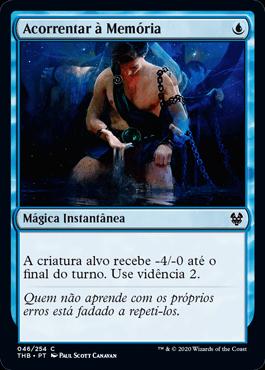 Acorrentar à Memória
Mágica Instantânea
A criatura alvo recebe -4/-0 até o
final do turno. Use vidência 2.
Quem não aprende com os próprios
erros está fadado a repeti-los.
046/254 C
THB • PT Paul Scott Canavan
™ & © 2020 Wizards of the Coast